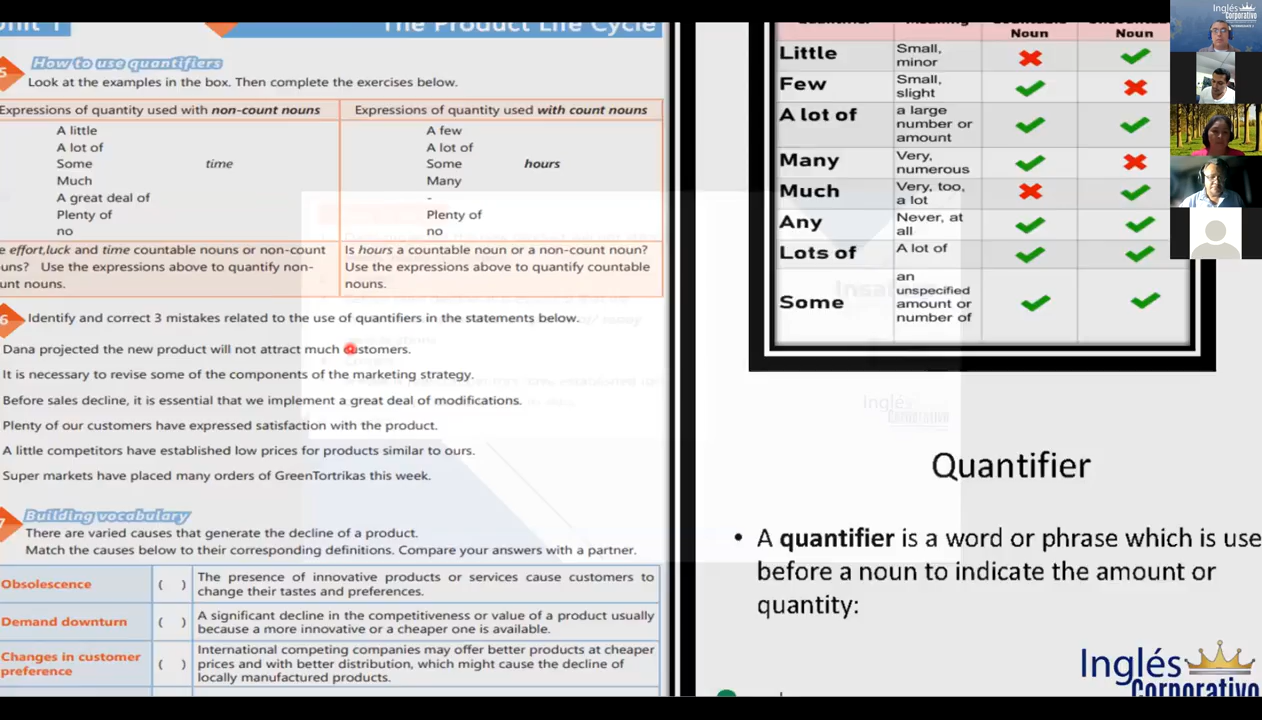 Unit 1
The Product Life Cycle
5
How to use quantifiers
Look at the examples in the box. Then complete the exercises below.
Expressions of quantity used with non-count nouns
A little
A lot of
Some
Much
A great deal of
Plenty of
no
time
Expressions of quantity used with count nouns
A few
A lot of
Some
Many
-
Plenty of
no
hours
e effort,luck and time countable nouns or non-count
uns? Use the expressions above to quantify non-
unt nouns.
Is hours a countable noun or a non-count noun?
Use the expressions above to quantify countable
nouns.
6
Identify and correct 3 mistakes related to the use of quantifiers in the statements below.
Dana projected the new product will not attract much customers.
It is necessary to revise some of the components of the marketing strategy.
Before sales decline, it is essential that we implement a great deal of modifications.
Plenty of our customers have expressed satisfaction with the product.
A little competitors have established low prices for products similar to ours.
Super markets have placed many orders of GreenTortrikas this week.
7
Building vocabulary
There are varied causes that generate the decline of a product.
Match the causes below to their corresponding definitions. Compare your answers with a partner.
Obsolescence ( ) The presence of innovative products or services cause customers to
change their tastes and preferences.
Demand downturn ( ) A significant decline in the competitiveness or value of a product usually
because a more innovative or a cheaper one is available.
Changes in customer
preference ( ) International competing companies may offer better products at cheaper
prices and with better distribution, which might cause the decline of
locally manufactured products.
Noun Noun
Little Small,
minor
Few Small,
slight
A lot of a large
number or
amount
Many Very,
numerous
Much Very, too,
a lot
Any Never, at
all
Lots of A lot of
Some an
unspecified
amount or
number of
Inglés
Corporativo
Quantifier
• A quantifier is a word or phrase which is use
before a noun to indicate the amount or
quantity:
Inglés
Corporativo
Inglés
Corporativo